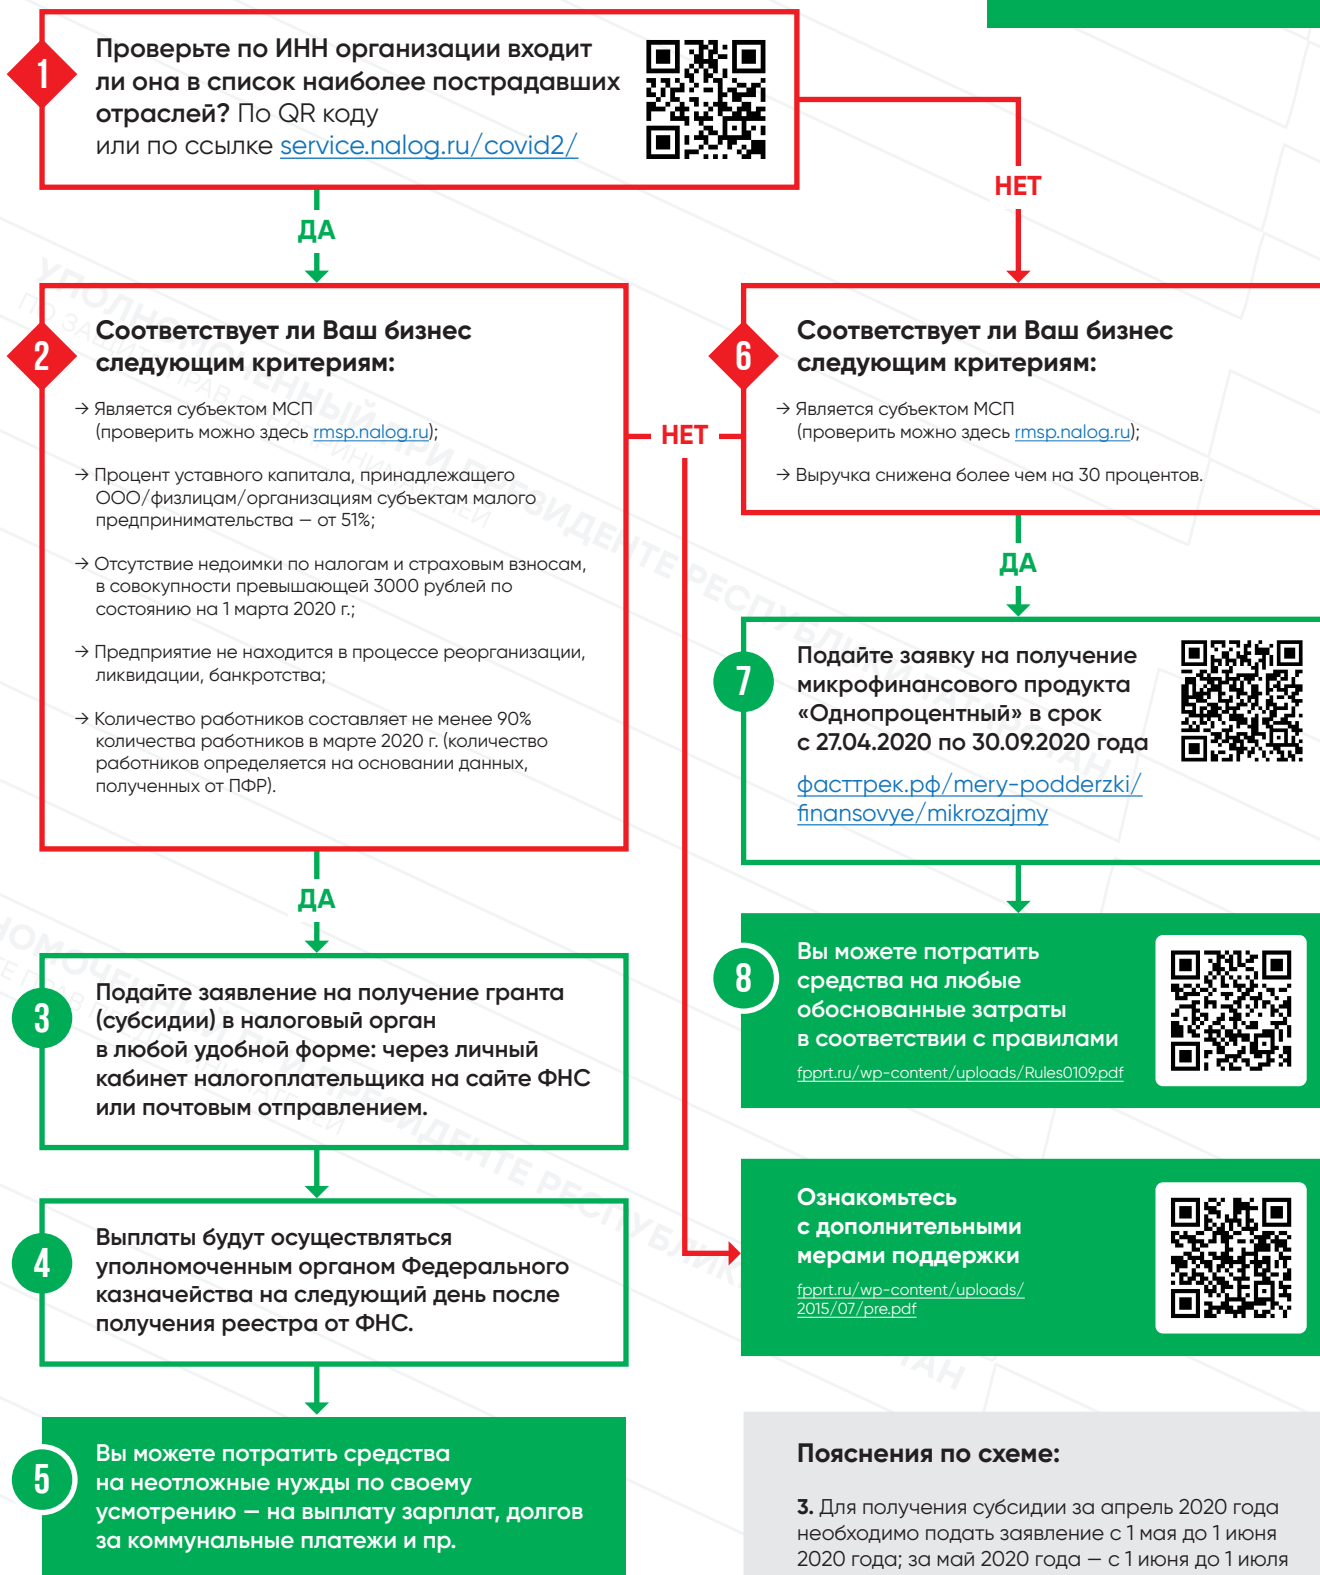 1
Проверьте по ИНН организации входит
ли она в список наиболее пострадавших
отраслей? По QR коду
или по ссылке service.nalog.ru/covid2/
ДА
НЕТ
2
Соответствует ли Ваш бизнес
следующим критериям:
→ Является субъектом МСП
(проверить можно здесь rmsp.nalog.ru);
→ Процент уставного капитала, принадлежащего
ООО/физлицам/организациям субъектам малого
предпринимательства — от 51%;
→ Отсутствие недоимки по налогам и страховым взносам,
в совокупности превышающей 3000 рублей по
состоянию на 1 марта 2020 г.;
→ Предприятие не находится в процессе реорганизации,
ликвидации, банкротства;
→ Количество работников составляет не менее 90%
количества работников в марте 2020 г. (количество
работников определяется на основании данных,
полученных от ПФР).
НЕТ
6
Соответствует ли Ваш бизнес
следующим критериям:
→ Является субъектом МСП
(проверить можно здесь rmsp.nalog.ru);
→ Выручка снижена более чем на 30 процентов.
ДА
7
Подайте заявку на получение
микрофинансового продукта
«Однопроцентный» в срок
с 27.04.2020 по 30.09.2020 года
фасттрек.рф/mery-podderzki/
finansovye/mikrozajmy
ДА
3
Подайте заявление на получение гранта
(субсидии) в налоговый орган
в любой удобной форме: через личный
кабинет налогоплательщика на сайте ФНС
или почтовым отправлением.
8
Вы можете потратить
средства на любые
обоснованные затраты
в соответствии с правилами
fpprt.ru/wp-content/uploads/Rules0109.pdf
4
Выплаты будут осуществляться
уполномоченным органом Федерального
казначейства на следующий день после
получения реестра от ФНС.
Ознакомьтесь
с дополнительными
мерами поддержки
fpprt.ru/wp-content/uploads/
2015/07/pre.pdf
5
Вы можете потратить средства
на неотложные нужды по своему
усмотрению — на выплату зарплат, долгов
за коммунальные платежи и пр.
Пояснения по схеме:
3. Для получения субсидии за апрель 2020 года
необходимо подать заявление с 1 мая до 1 июня
2020 года; за май 2020 года — с 1 июня до 1 июля